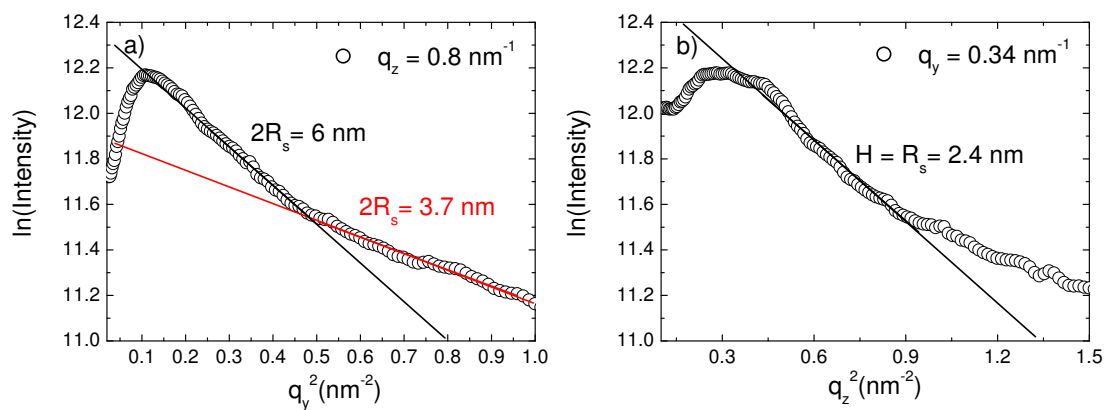 a)
q_z = 0.8 nm⁻¹
2R_s = 6 nm
2R_s = 3.7 nm
ln(Intensity)
12.4
12.2
12.0
11.8
11.6
11.4
11.2
11.0
0.1 0.2 0.3 0.4 0.5 0.6 0.7 0.8 0.9 1.0
q_y²(nm⁻²)
b)
q_y = 0.34 nm⁻¹
H = R_s = 2.4 nm
ln(Intensity)
12.4
12.2
12.0
11.8
11.6
11.4
11.2
11.0
0.3 0.6 0.9 1.2 1.5
q_z²(nm⁻²)